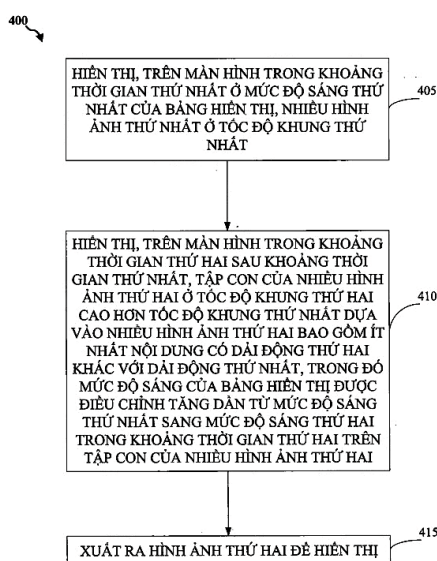 400
HIỂN THỊ, TRÊN MÀN HÌNH TRONG KHOẢNG
THỜI GIAN THỨ NHẤT Ở MỨC ĐỘ SÁNG THỨ
NHẤT CỦA BẢNG HIỂN THỊ, NHIỀU HÌNH
ẢNH THỨ NHẤT Ở TỐC ĐỘ KHUNG THỨ
NHẤT
405
HIỂN THỊ, TRÊN MÀN HÌNH TRONG KHOẢNG
THỜI GIAN THỨ HAI SAU KHOẢNG THỜI
GIAN THỨ NHẤT, TẬP CON CỦA NHIỀU HÌNH
ẢNH THỨ HAI Ở TỐC ĐỘ KHUNG THỨ HAI
CAO HƠN TỐC ĐỘ KHUNG THỨ NHẤT DỰA
VÀO NHIỀU HÌNH ẢNH THỨ HAI BAO GỒM ÍT
NHẤT NỘI DUNG CÓ DẢI ĐỘNG THỨ HAI
KHÁC VỚI DẢI ĐỘNG THỨ NHẤT, TRONG ĐÓ
MỨC ĐỘ SÁNG CỦA BẢNG HIỂN THỊ ĐƯỢC
ĐIỀU CHỈNH TĂNG DẦN TỪ MỨC ĐỘ SÁNG
THỨ NHẤT SANG MỨC ĐỘ SÁNG THỨ HAI
TRONG KHOẢNG THỜI GIAN THỨ HAI TRÊN
TẬP CON CỦA NHIỀU HÌNH ẢNH THỨ HAI
410
XUẤT RA HÌNH ẢNH THỨ HAI ĐỂ HIỂN THỊ
415